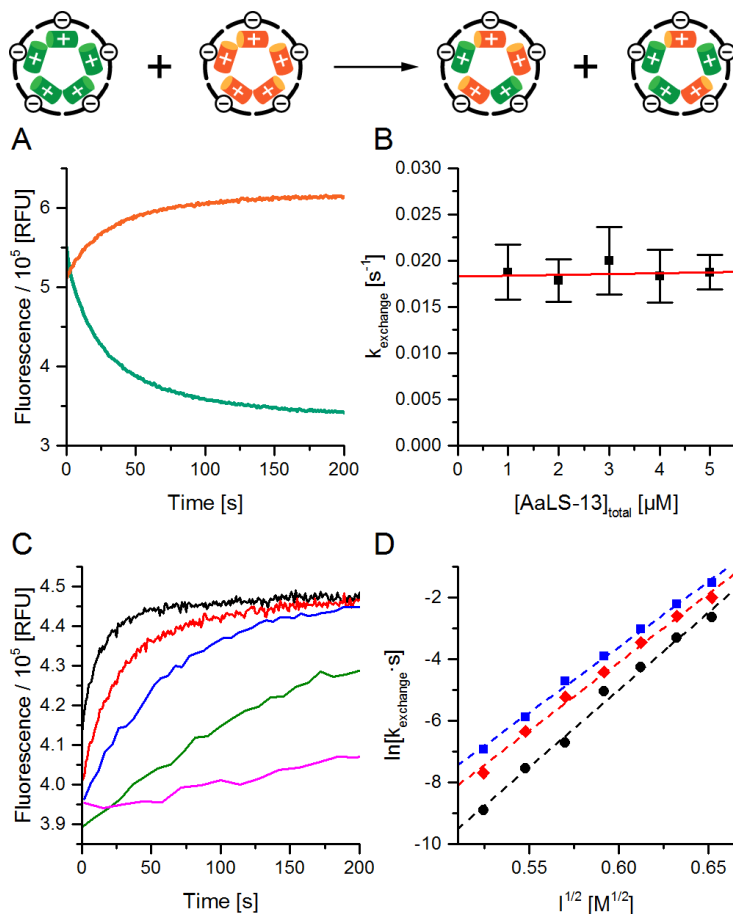 + → +
A
Fluorescence / 10⁵ [RFU]
6
5
4
3
0 50 100 150 200
Time [s]
B
k_exchange [s⁻¹]
0.030
0.025
0.020
0.015
0.010
0.005
0.000
0 1 2 3 4 5
[AaLS-13]_total [µM]
C
Fluorescence / 10⁵ [RFU]
4.5
4.4
4.3
4.2
4.1
4.0
3.9
0 50 100 150 200
Time [s]
D
ln[k_exchange·s]
-2
-4
-6
-8
-10
0.55 0.60 0.65
I^1/2 [M^1/2]